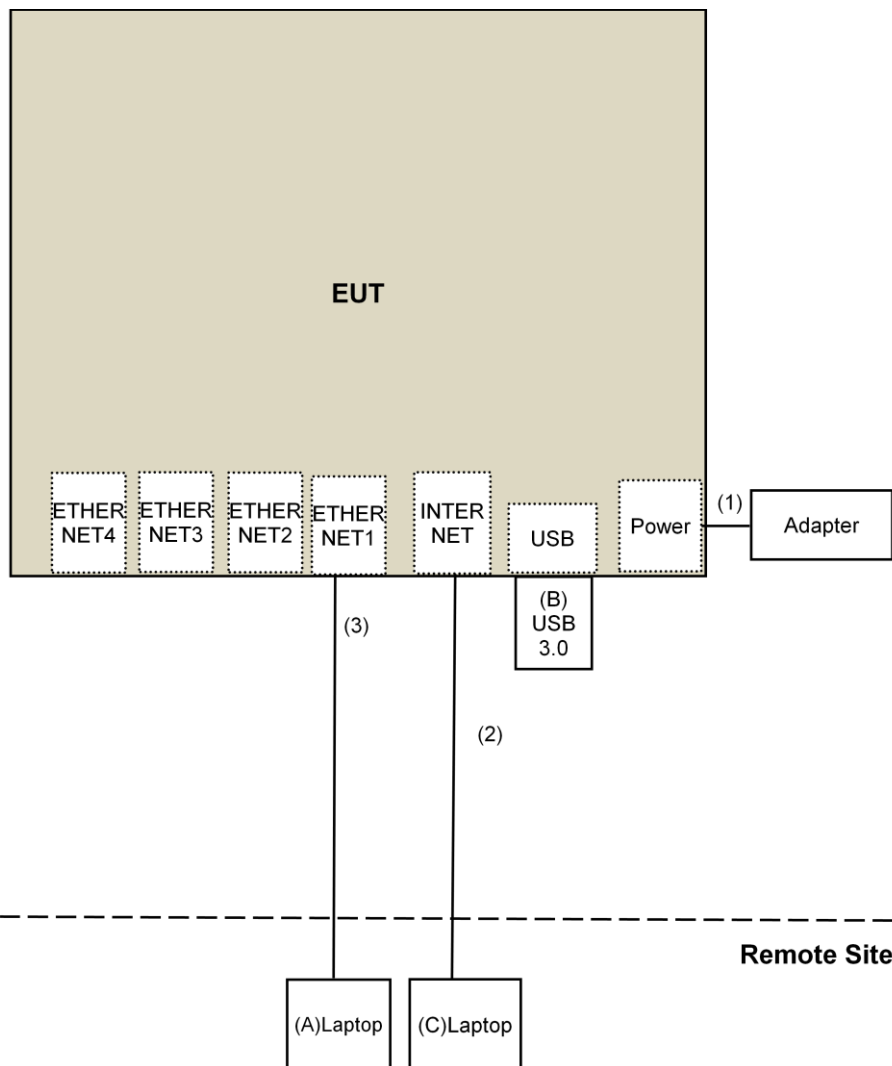 EUT
ETHER
NET4
ETHER
NET3
ETHER
NET2
ETHER
NET1
INTER
NET
USB
Power
(1)
Adapter
(B)
USB
3.0
(3)
(2)
Remote Site
(A)Laptop
(C)Laptop